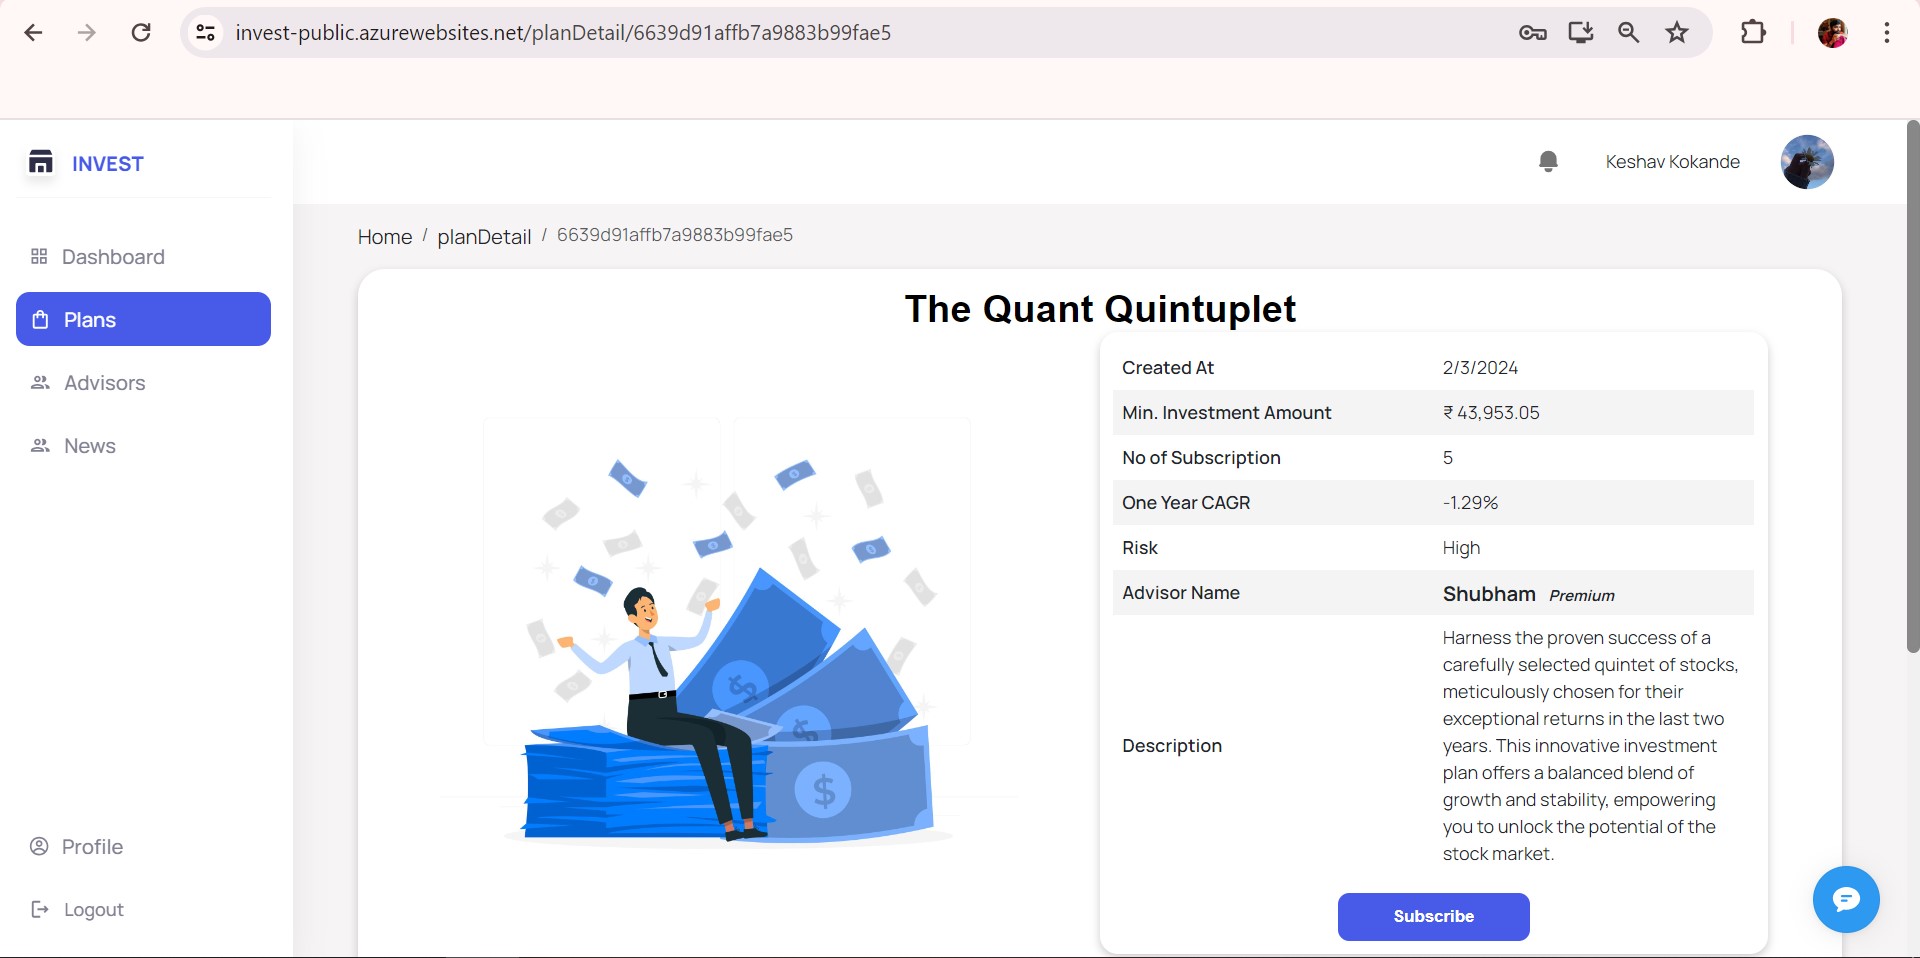 invest-public.azurewebsites.net/planDetail/6639d91affb7a9883b99fae5
INVEST
Keshav Kokande
Dashboard
Plans
Advisors
News
Profile
Logout
Home / planDetail / 6639d91affb7a9883b99fae5
The Quant Quintuplet
Created At 2/3/2024
Min. Investment Amount ₹ 43,953.05
No of Subscription 5
One Year CAGR -1.29%
Risk High
Advisor Name Shubham Premium
Description
Harness the proven success of a
carefully selected quintet of stocks,
meticulously chosen for their
exceptional returns in the last two
years. This innovative investment
plan offers a balanced blend of
growth and stability, empowering
you to unlock the potential of the
stock market.
Subscribe
$
$
$